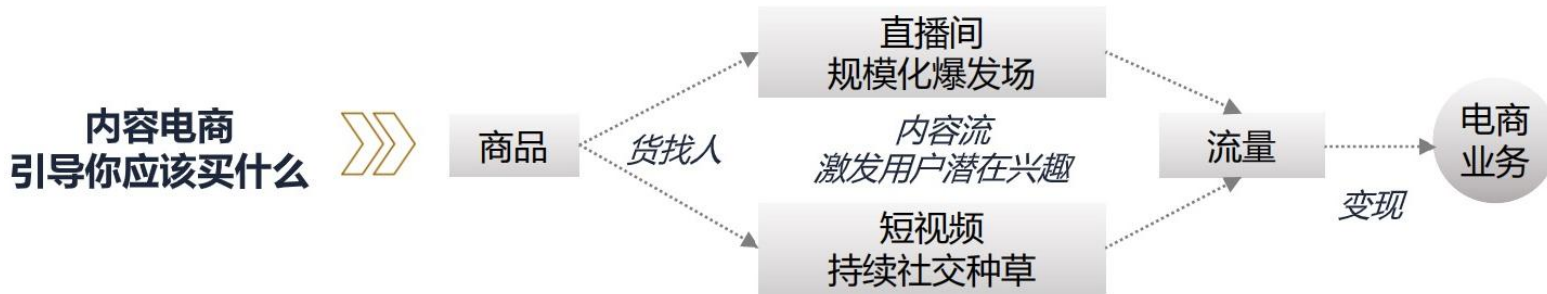 内容电商
引导你应该买什么
商品
货找人
直播间
规模化爆发场
内容流
激发用户潜在兴趣
短视频
持续社交种草
流量
变现
电商
业务